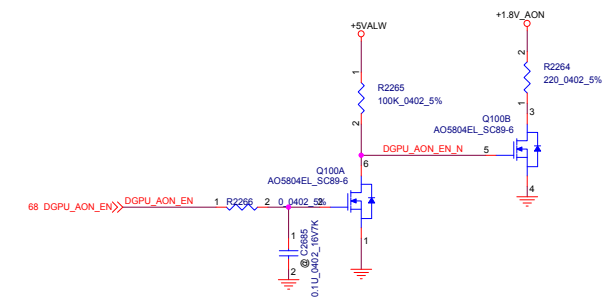 +1.8V_AON
+5VALW
2
R2264
220_0402_5%
1
1
R2265
100K_0402_5%
2
3
Q100B
AO5804EL_SC89-6
DGPU_AON_EN_N
5
6
4
Q100A
AO5804EL_SC89-6
68 DGPU_AON_EN
DGPU_AON_EN
1
R2266
2
0_0402_5%
2
1
1
@ C2685
0.1U_0402_16V7K
2